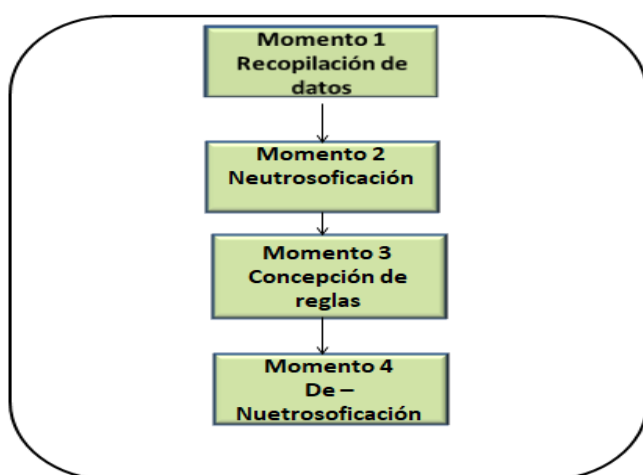 Momento 1
Recopilación de
datos
Momento 2
Neutrosoficación
Momento 3
Concepción de
reglas
Momento 4
De –
Nuetrosoficación